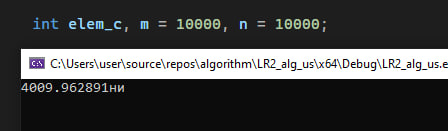 int elem_c, m = 10000, n = 10000;
C:\Users\user\source\repos\algorithm\LR2_alg_us\x64\Debug\LR2_alg_us.e
4009.962891ни